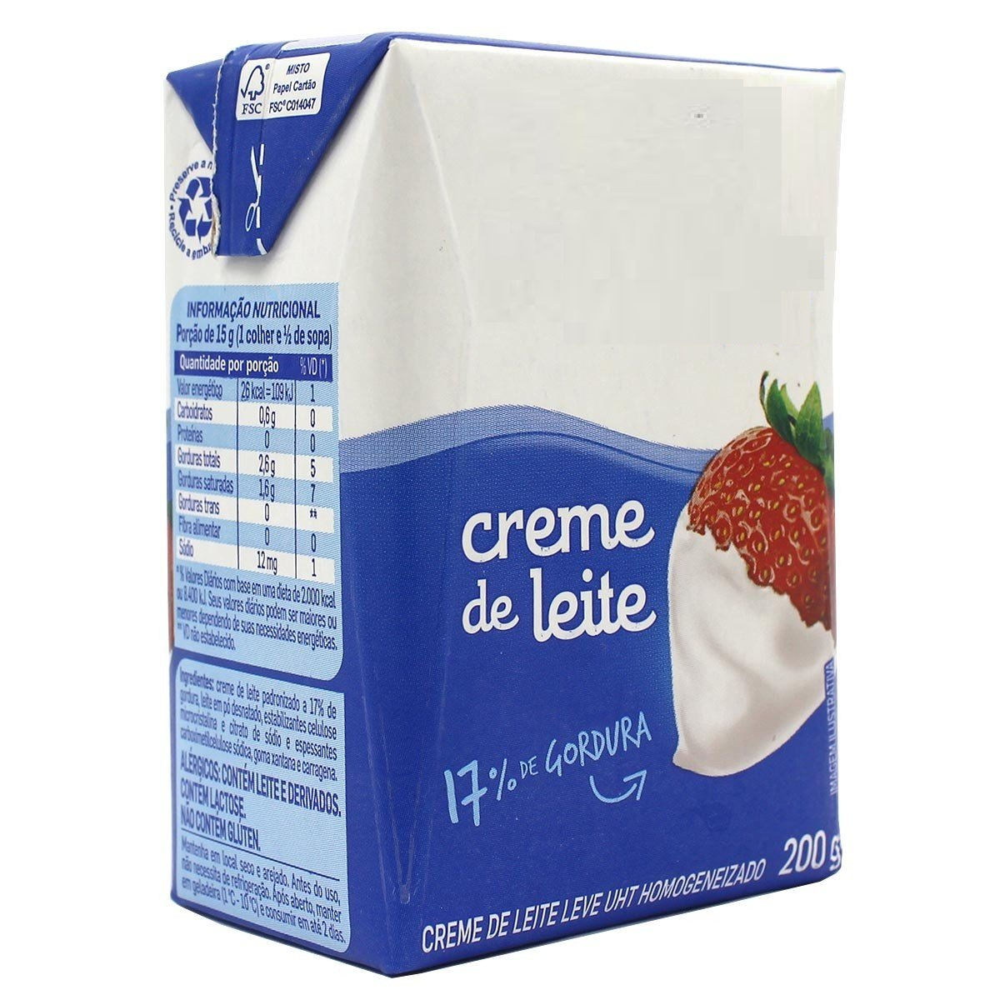 MISTO
Papel Cartão
FSC® C014047
FSC
Preserve a
Recicle a emb
INFORMAÇÃO NUTRICIONAL
Porção de 15 g (1 colher e ½ de sopa)
Quantidade por porção %VD (*)
Valor energético 26 kcal=109 kJ 1
Carboidratos 0,6 g 0
Proteínas 0 0
Gorduras totais 2,6 g 5
Gorduras saturadas 1,6 g 7
Gorduras trans 0 **
Fibra alimentar 0 0
Sódio 12 mg 1
*% Valores Diários com base em uma dieta de 2.000 kcal
ou 8.400 kJ. Seus valores diários podem ser maiores ou
menores dependendo de suas necessidades energéticas.
**VD não estabelecido.
Ingredientes: creme de leite padronizado a 17% de
gordura, leite em pó desnatado, estabilizantes celulose
microcristalina e citrato de sódio e espessantes
carboximetilcelulose sódica, goma xantana e carragena.
ALÉRGICOS: CONTÉM LEITE E DERIVADOS.
CONTÉM LACTOSE.
NÃO CONTÉM GLÚTEN.
Mantenha em local seco e arejado. Antes do uso,
não necessita de refrigeração. Após aberto, manter
em geladeira (1 °C - 10 °C) e consumir em até 2 dias.
creme
de leite
17% DE GORDURA
IMAGEM ILUSTRATIVA
CREME DE LEITE LEVE UHT HOMOGENEIZADO 200 g